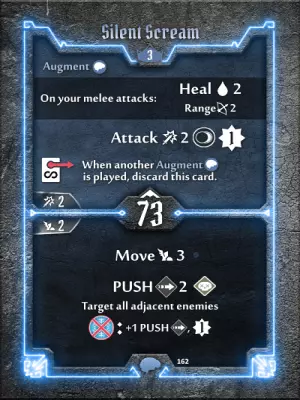 Silent Scream
3
Augment
On your melee attacks:
Heal 2
Range 2
Attack 2 1
When another Augment
is played, discard this card.
2
73
2
Move 3
PUSH 2
Target all adjacent enemies
: +1 PUSH , 1
162